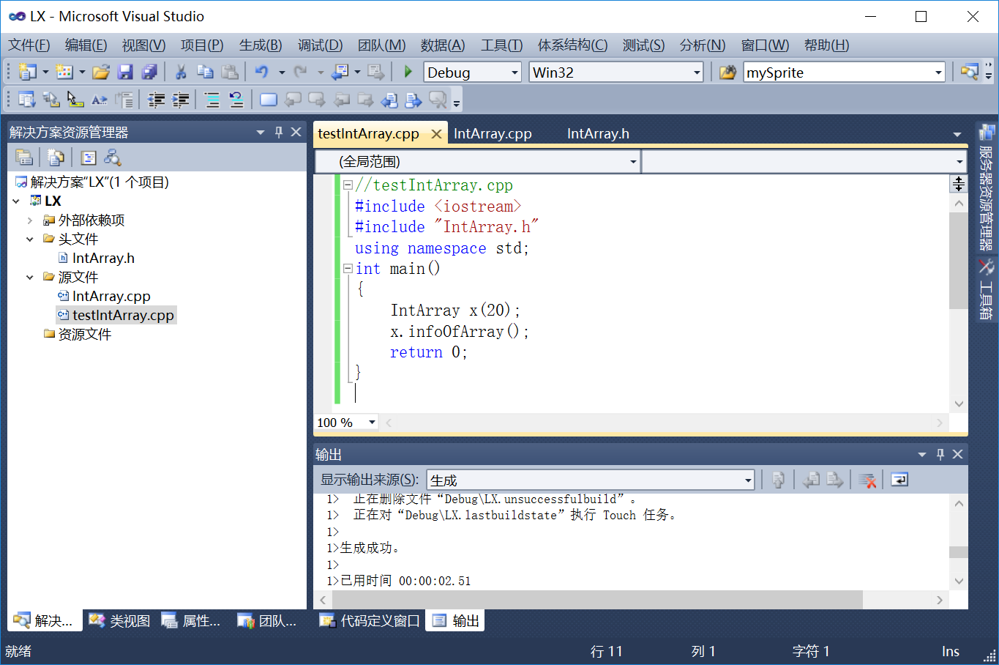 LX - Microsoft Visual Studio
文件(F) 编辑(E) 视图(V) 项目(P) 生成(B) 调试(D) 团队(M) 数据(A) 工具(T) 体系结构(C) 测试(S) 分析(N) 窗口(W) 帮助(H)
Debug Win32 mySprite
解决方案资源管理器
解决方案“LX”(1 个项目)
LX
外部依赖项
头文件
IntArray.h
源文件
IntArray.cpp
testIntArray.cpp
资源文件
testIntArray.cpp IntArray.cpp IntArray.h
(全局范围)
//testIntArray.cpp
#include <iostream>
#include "IntArray.h"
using namespace std;
int main()
{
IntArray x(20);
x.infoOfArray();
return 0;
}
100 %
输出
显示输出来源(S): 生成
1> 正在删除文件“Debug\LX.unsuccessfulbuild”。
1> 正在对“Debug\LX.lastbuildstate”执行 Touch 任务。
1>
1>生成成功。
1>
1>已用时间 00:00:02.51
服务器资源管理器
工具箱
解决... 类视图 属性... 团队... 代码定义窗口 输出
就绪 行 11 列 1 字符 1 Ins